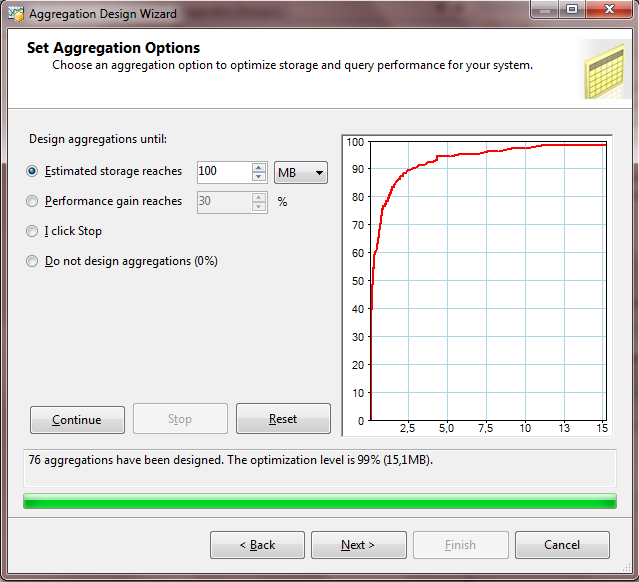 Aggregation Design Wizard
Set Aggregation Options
Choose an aggregation option to optimize storage and query performance for your system.
Design aggregations until:
Estimated storage reaches 100 MB
Performance gain reaches 30 %
I click Stop
Do not design aggregations (0%)
100
90
80
70
60
50
40
30
20
10
0
2,5 5,0 7,5 10 13 15
Continue Stop Reset
76 aggregations have been designed. The optimization level is 99% (15,1MB).
< Back Next > Finish Cancel